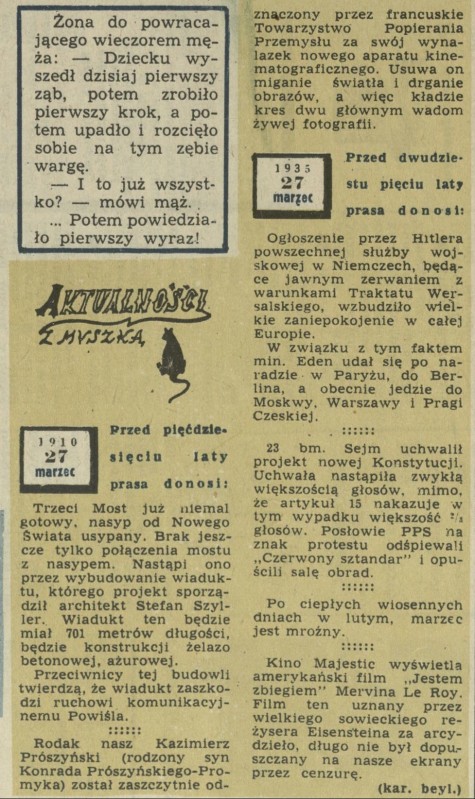 Żona do powraca-
jącego wieczorem mę-
ża: — Dziecku wy-
szedł dzisiaj pierwszy
ząb, potem zrobiło
pierwszy krok, a po-
tem upadło i rozcięło
sobie na tym zębie
wargę.
— I to już wszyst-
ko? — mówi mąż.
... Potem powiedzia-
ło pierwszy wyraz!
AKTUALNOŚCI
Z MYSZKĄ
1910
27
marzec
Przed pięćdzie-
sięciu laty
prasa donosi:
Trzeci Most już niemal
gotowy, nasyp od Nowego
Świata usypany. Brak jesz-
cze tylko połączenia mostu
z nasypem. Nastąpi ono
przez wybudowanie wiaduk-
tu, którego projekt sporzą-
dził architekt Stefan Szyl-
ler. Wiadukt ten będzie
miał 701 metrów długości,
będzie konstrukcji żelazo
betonowej, ażurowej.
Przeciwnicy tej budowli
twierdzą, że wiadukt zaszko-
dzi ruchowi komunikacyj-
nemu Powiśla.
::::::
Rodak nasz Kazimierz
Prószyński (rodzony syn
Konrada Prószyńskiego-Pro-
myka) został zaszczytnie od-
znaczony przez francuskie
Towarzystwo Popierania
Przemysłu za swój wyna-
lazek nowego aparatu kine-
matograficznego. Usuwa on
miganie światła i drganie
obrazów, a więc kładzie
kres dwu głównym wadom
żywej fotografii.
1935
27
marzec
Przed dwudzie-
stu pięciu laty
prasa donosi:
Ogłoszenie przez Hitlera
powszechnej służby woj-
skowej w Niemczech, będą-
ce jawnym zerwaniem z
warunkami Traktatu Wer-
salskiego, wzbudziło wiel-
kie zaniepokojenie w całej
Europie.
W związku z tym faktem
min. Eden udał się po na-
radzie w Paryżu, do Ber-
lina, a obecnie jedzie do
Moskwy, Warszawy i Pragi
Czeskiej.
::::::
23 bm. Sejm uchwalił
projekt nowej Konstytucji.
Uchwała nastąpiła zwykłą
większością głosów, mimo,
że artykuł 15 nakazuje w
tym wypadku większość ²/₃
głosów. Posłowie PPS na
znak protestu odśpiewali
„Czerwony sztandar" i opu-
ścili salę obrad.
::::::
Po ciepłych wiosennych
dniach w lutym, marzec
jest mroźny.
::::::
Kino Majestic wyświetla
amerykański film „Jestem
zbiegiem" Mervina Le Roy.
Film ten uznany przez
wielkiego sowieckiego re-
żysera Eisensteina za arcy-
dzieło, długo nie był dopu-
szczany na nasze ekrany
przez cenzurę.
(kar. beyl.)